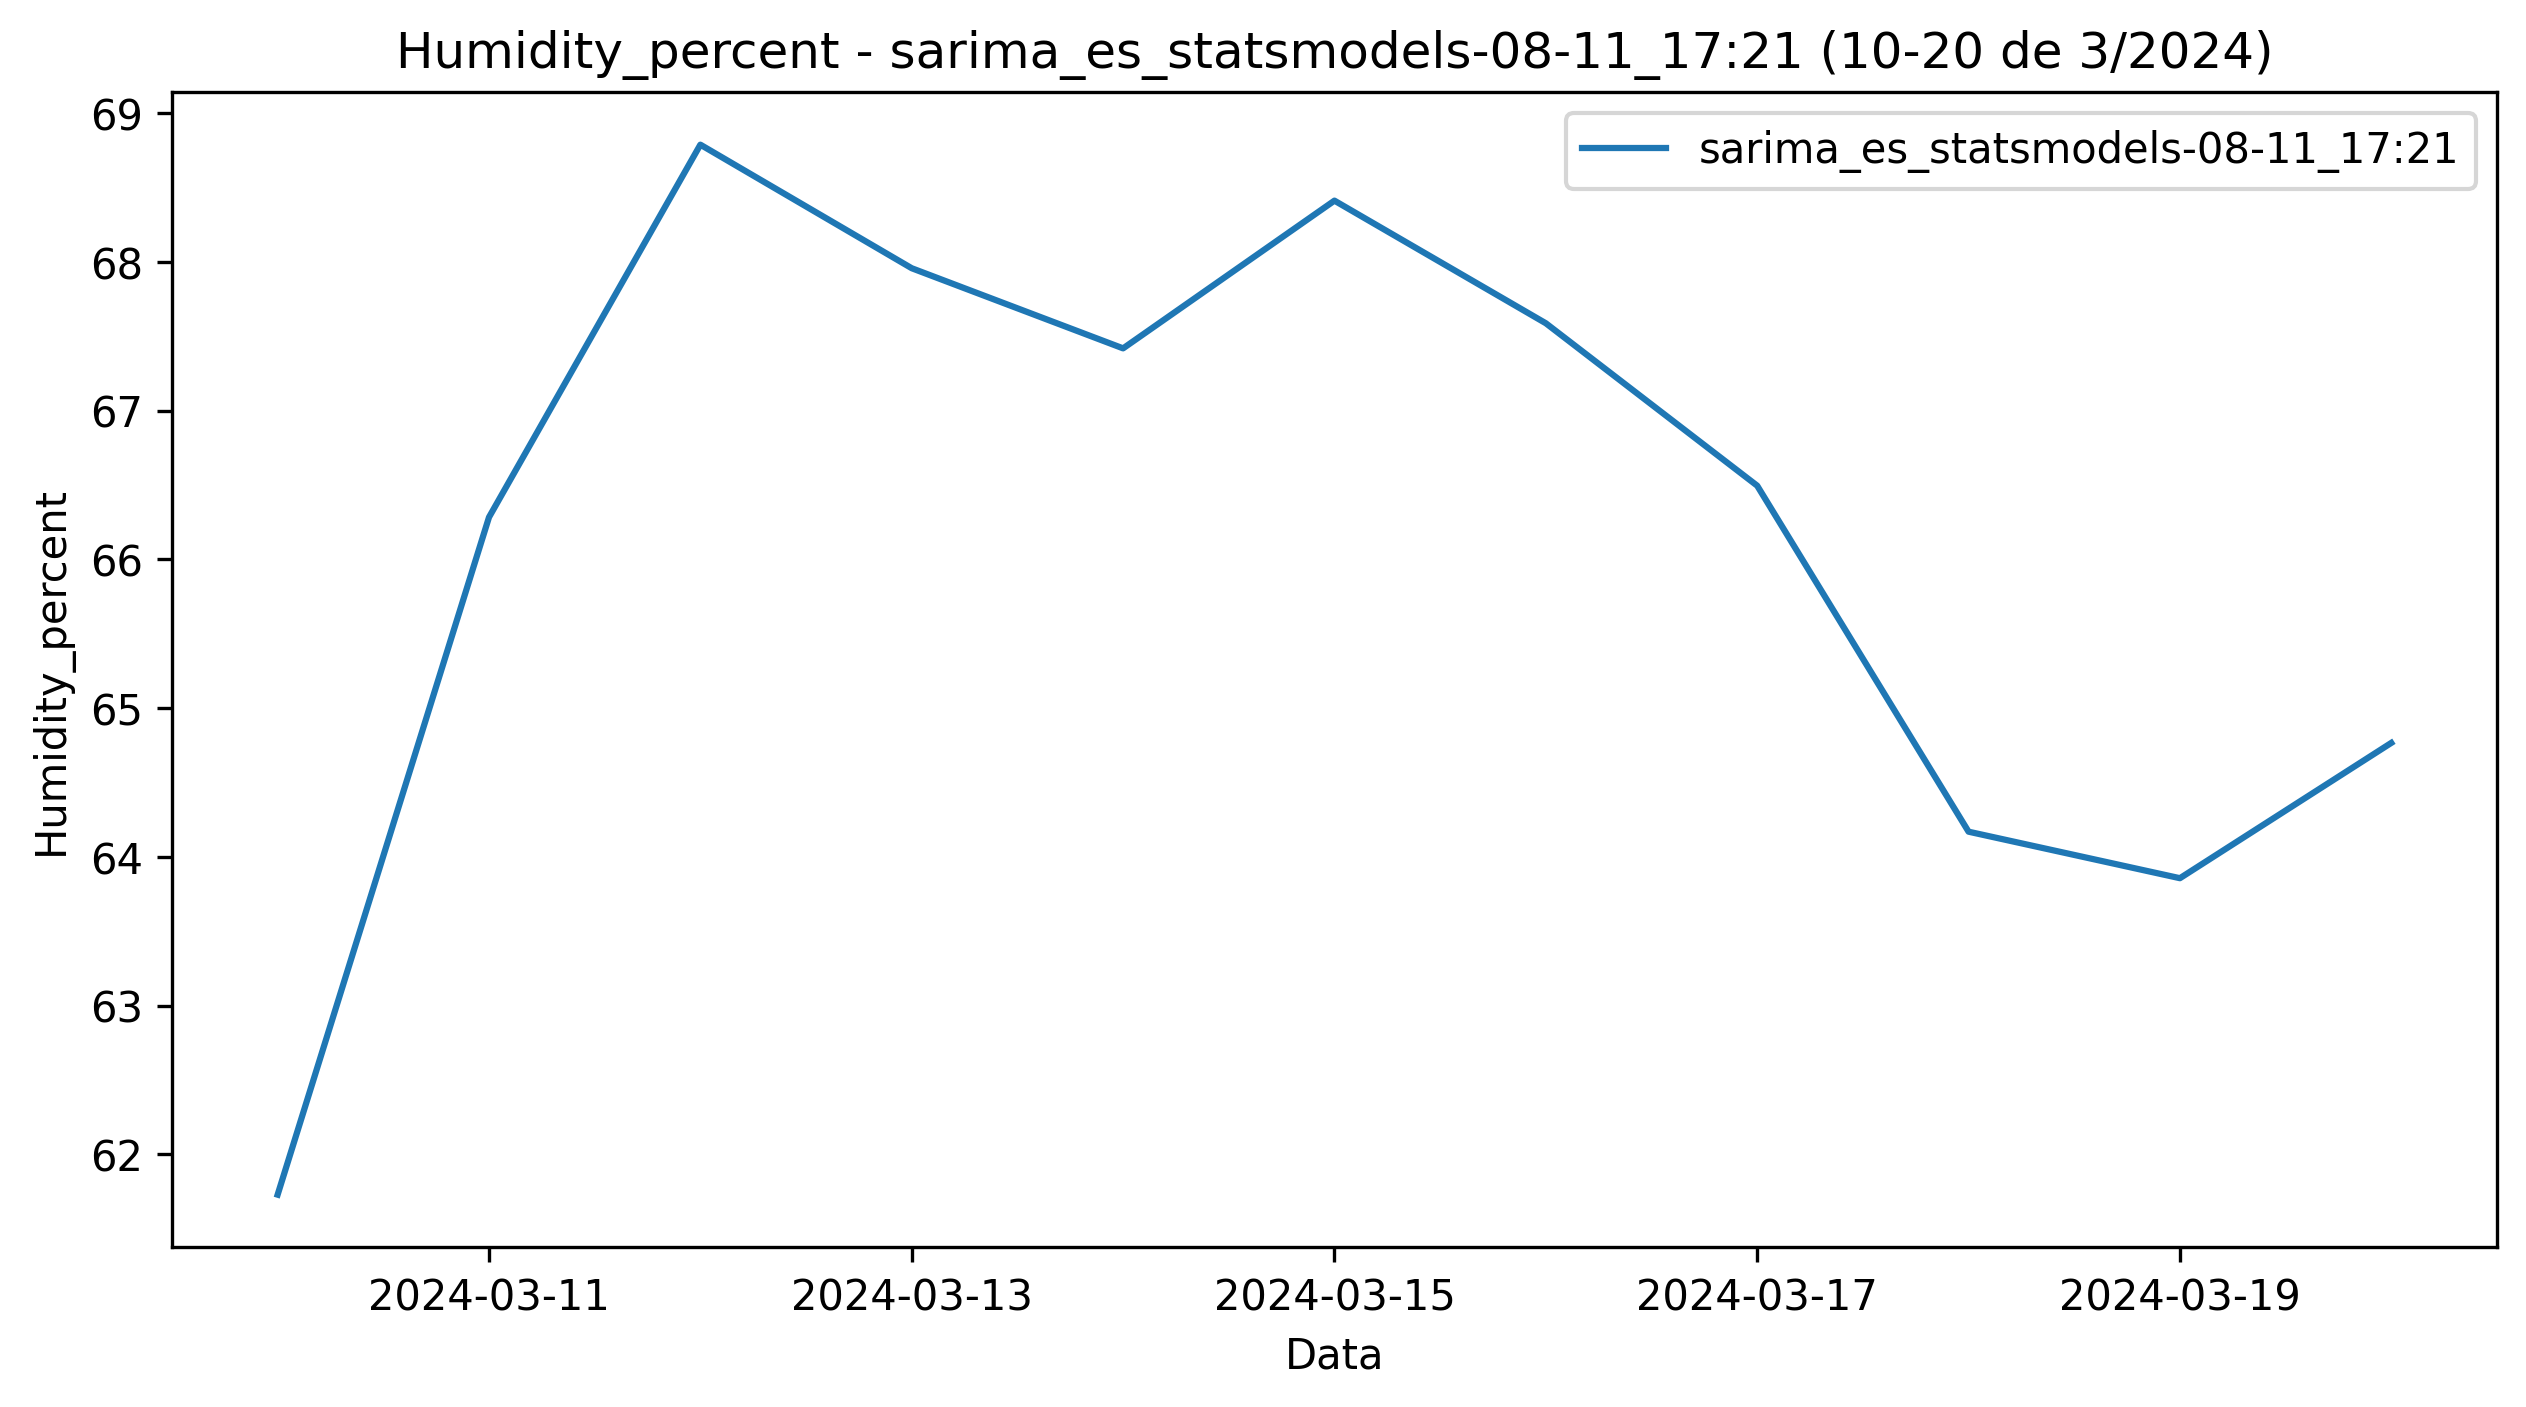 Humidity_percent - sarima_es_statsmodels-08-11_17:21 (10-20 de 3/2024)
sarima_es_statsmodels-08-11_17:21
Humidity_percent
69
68
67
66
65
64
63
62
2024-03-11 2024-03-13 2024-03-15 2024-03-17 2024-03-19
Data